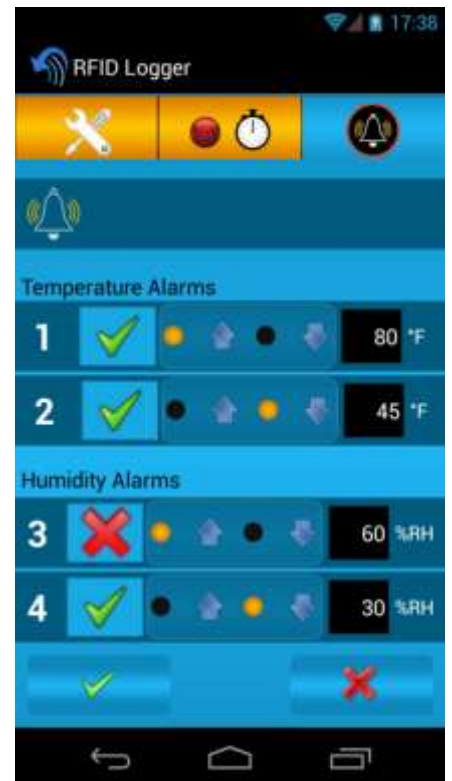 17:38
RFID Logger
Temperature Alarms
1 80 °F
2 45 °F
Humidity Alarms
3 60 %RH
4 30 %RH